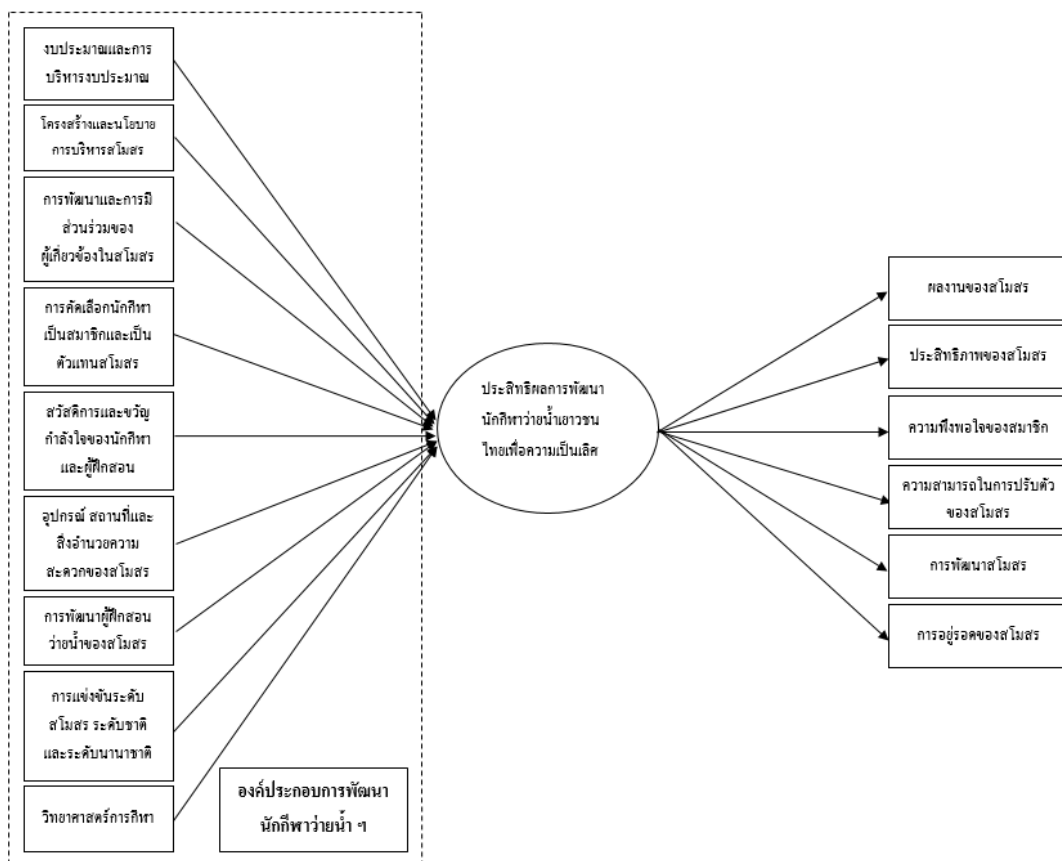 งบประมาณและการ
บริหารงบประมาณ
โครงสร้างและนโยบาย
การบริหารสโมสร
การพัฒนาและการมี
ส่วนร่วมของ
ผู้เกี่ยวข้องในสโมสร
การคัดเลือกนักกีฬา
เป็นสมาชิกและเป็น
ตัวแทนสโมสร
สวัสดิการและขวัญ
กำลังใจของนักกีฬา
และผู้ฝึกสอน
อุปกรณ์ สถานที่และ
สิ่งอำนวยความ
สะดวกของสโมสร
การพัฒนาผู้ฝึกสอน
ว่ายน้ำของสโมสร
การแข่งขันระดับ
สโมสร ระดับชาติ
และระดับนานาชาติ
วิทยาศาสตร์การกีฬา
องค์ประกอบการพัฒนา
นักกีฬาว่ายน้ำ ฯ
ประสิทธิผลการพัฒนา
นักกีฬาว่ายน้ำเยาวชน
ไทยเพื่อความเป็นเลิศ
ผลงานของสโมสร
ประสิทธิภาพของสโมสร
ความพึงพอใจของสมาชิก
ความสามารถในการปรับตัว
ของสโมสร
การพัฒนาสโมสร
การอยู่รอดของสโมสร